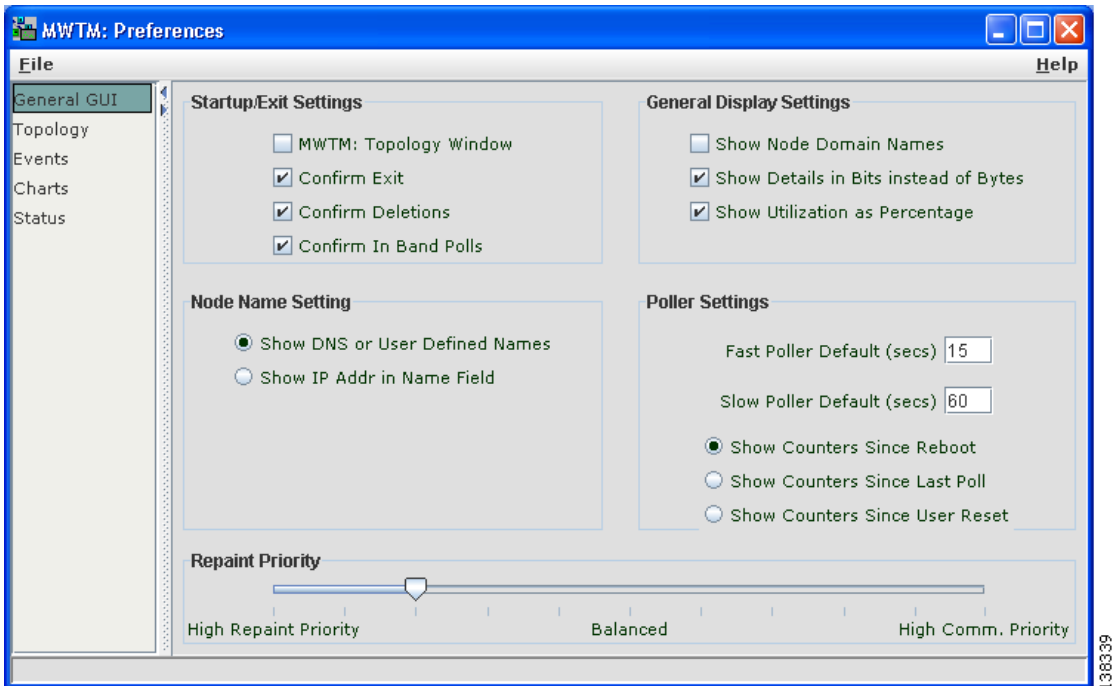 MWTM: Preferences
File
Help
General GUI
Topology
Events
Charts
Status
Startup/Exit Settings
MWTM: Topology Window
Confirm Exit
Confirm Deletions
Confirm In Band Polls
General Display Settings
Show Node Domain Names
Show Details in Bits instead of Bytes
Show Utilization as Percentage
Node Name Setting
Show DNS or User Defined Names
Show IP Addr in Name Field
Poller Settings
Fast Poller Default (secs) 15
Slow Poller Default (secs) 60
Show Counters Since Reboot
Show Counters Since Last Poll
Show Counters Since User Reset
Repaint Priority
High Repaint Priority
Balanced
High Comm. Priority
138339